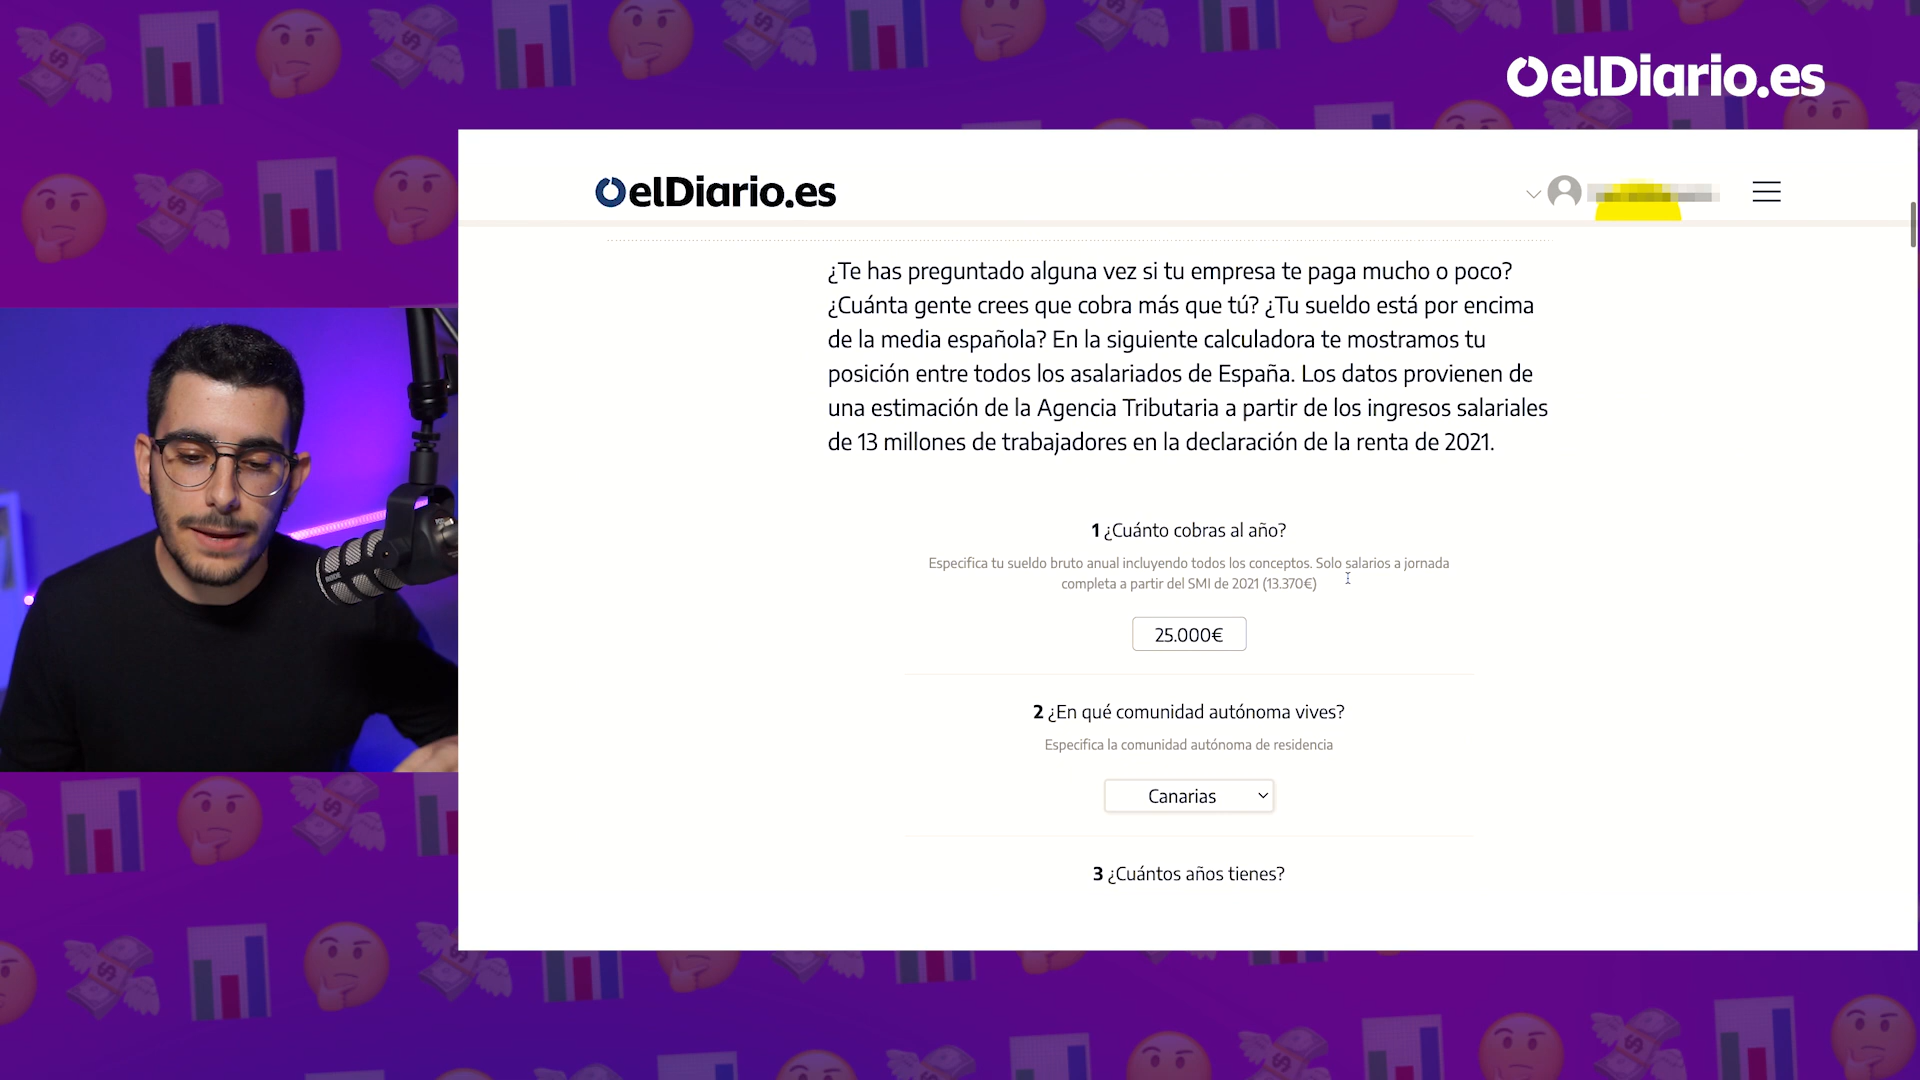 elDiario.es
elDiario.es
¿Te has preguntado alguna vez si tu empresa te paga mucho o poco?
¿Cuánta gente crees que cobra más que tú? ¿Tu sueldo está por encima
de la media española? En la siguiente calculadora te mostramos tu
posición entre todos los asalariados de España. Los datos provienen de
una estimación de la Agencia Tributaria a partir de los ingresos salariales
de 13 millones de trabajadores en la declaración de la renta de 2021.
1 ¿Cuánto cobras al año?
Especifica tu sueldo bruto anual incluyendo todos los conceptos. Solo salarios a jornada
completa a partir del SMI de 2021 (13.370€)
25.000€
2 ¿En qué comunidad autónoma vives?
Especifica la comunidad autónoma de residencia
Canarias
3 ¿Cuántos años tienes?
RØDE